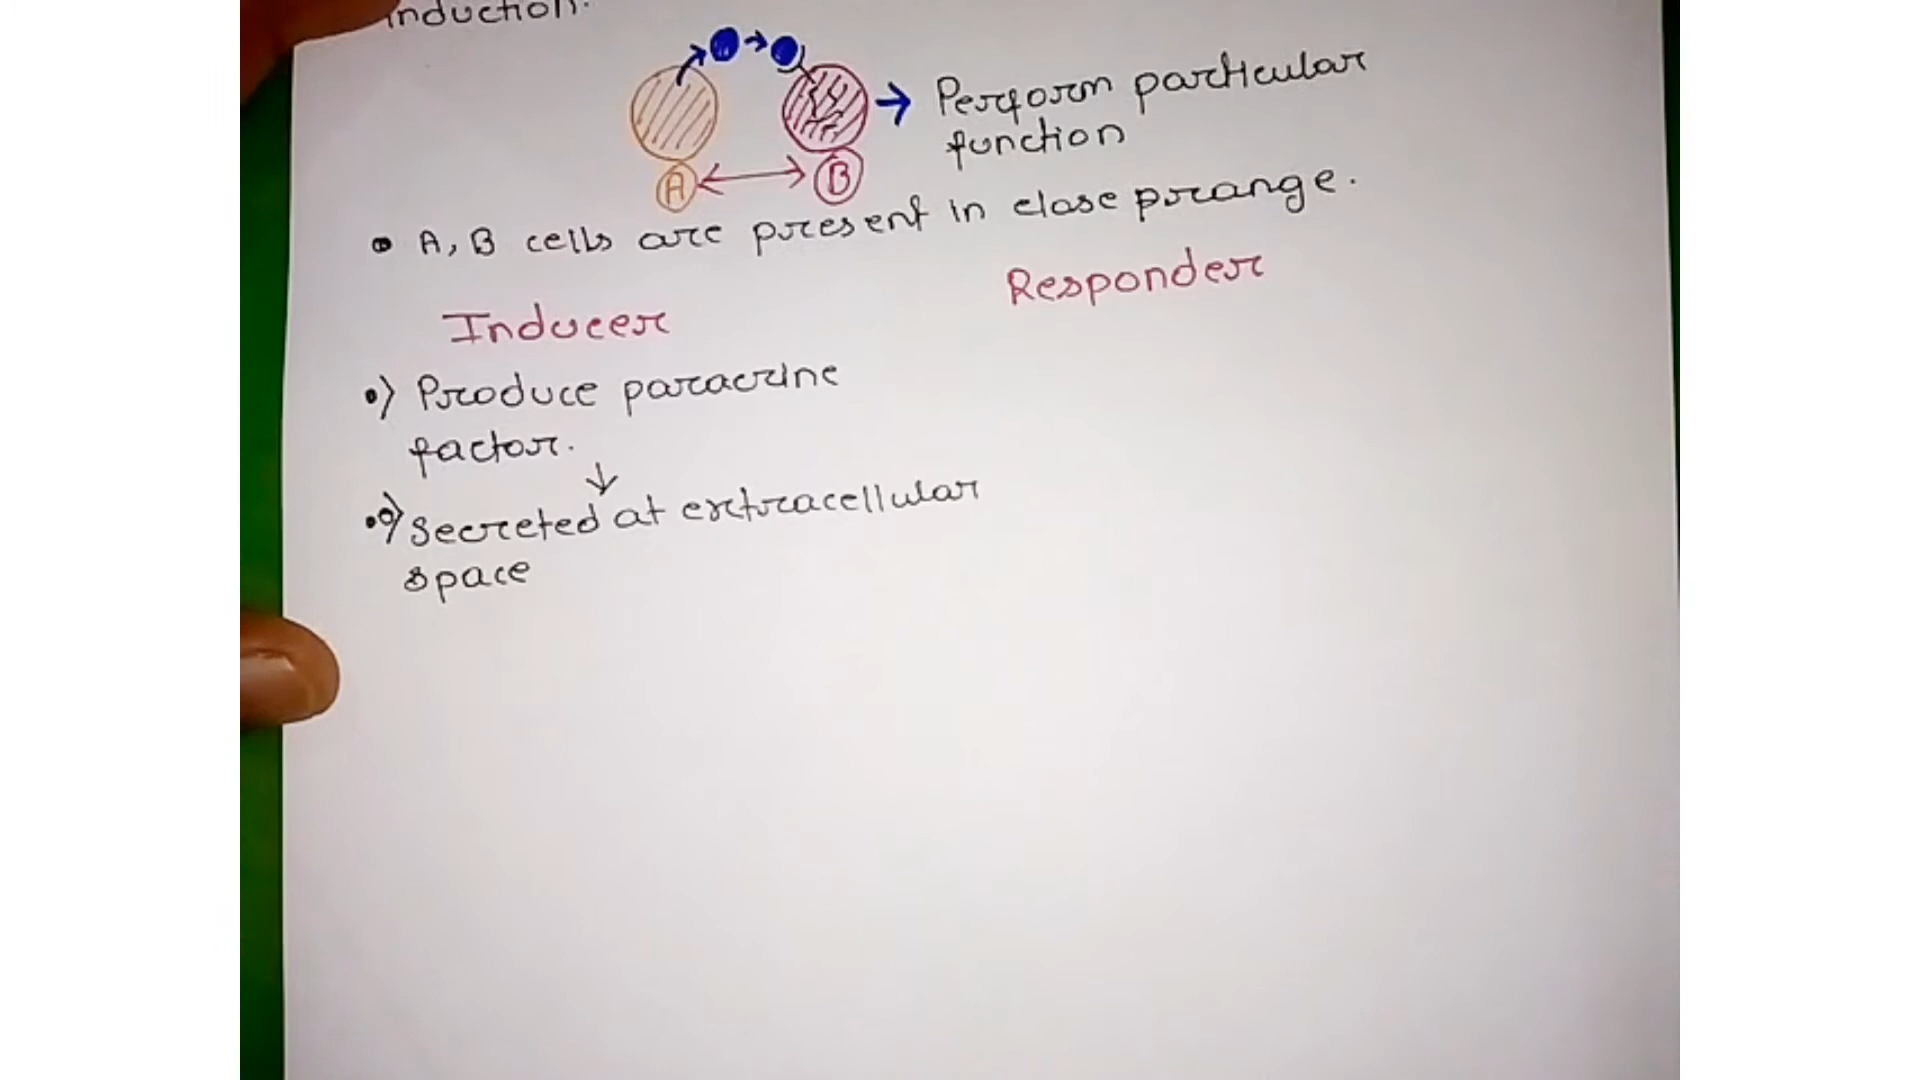 induction.
Perform particular
function
A B
• A, B cells are present in close prange.
Responder
Inducer
•) Produce paracrine
factor.
•) Secreted at extracellular
space